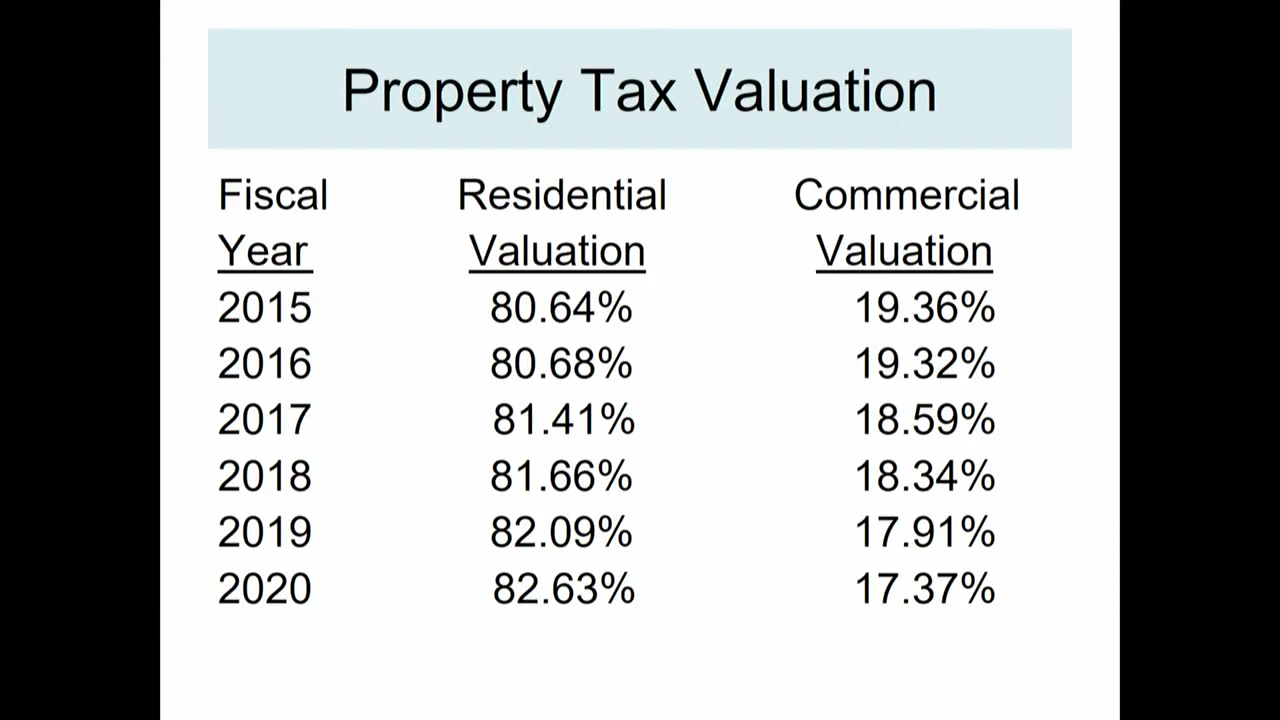 Property Tax Valuation
Fiscal Residential Commercial
Year Valuation Valuation
2015 80.64% 19.36%
2016 80.68% 19.32%
2017 81.41% 18.59%
2018 81.66% 18.34%
2019 82.09% 17.91%
2020 82.63% 17.37%